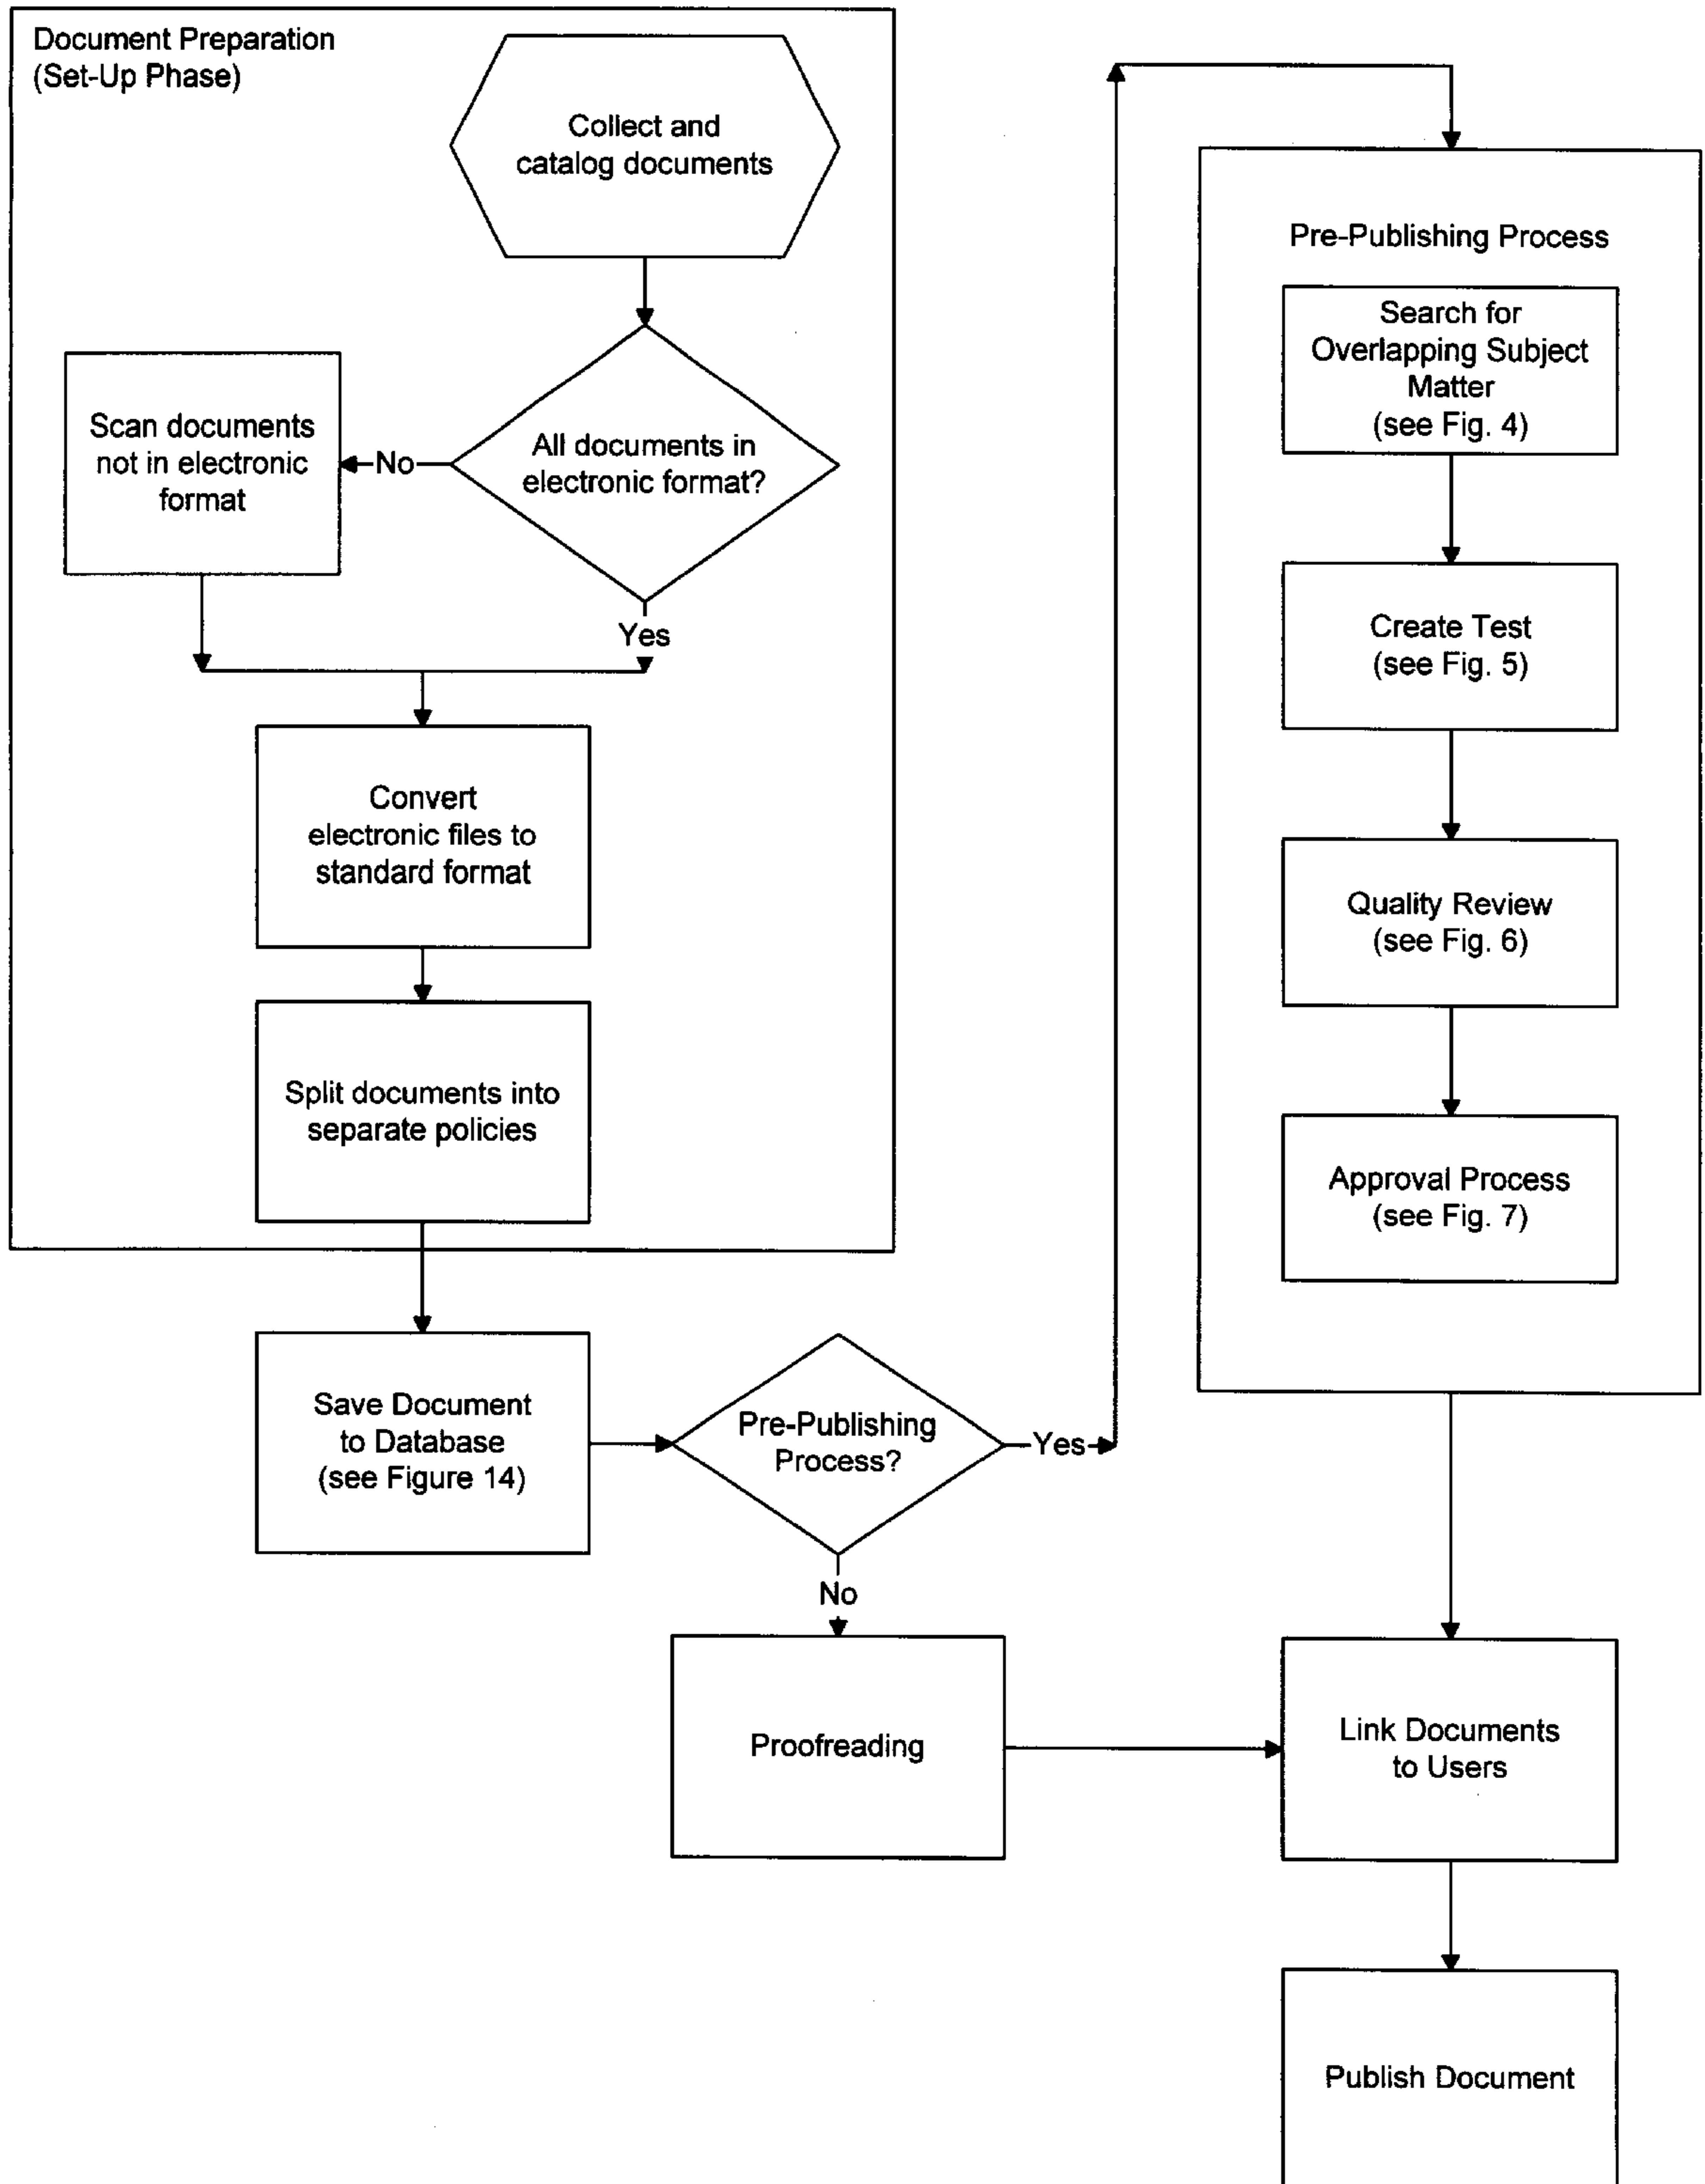 Document Preparation
(Set-Up Phase)
Collect and
catalog documents
All documents in
electronic format?
No
Scan documents
not in electronic
format
Yes
Convert
electronic files to
standard format
Split documents into
separate policies
Save Document
to Database
(see Figure 14)
Pre-Publishing
Process?
Yes
No
Proofreading
Pre-Publishing Process
Search for
Overlapping Subject
Matter
(see Fig. 4)
Create Test
(see Fig. 5)
Quality Review
(see Fig. 6)
Approval Process
(see Fig. 7)
Link Documents
to Users
Publish Document